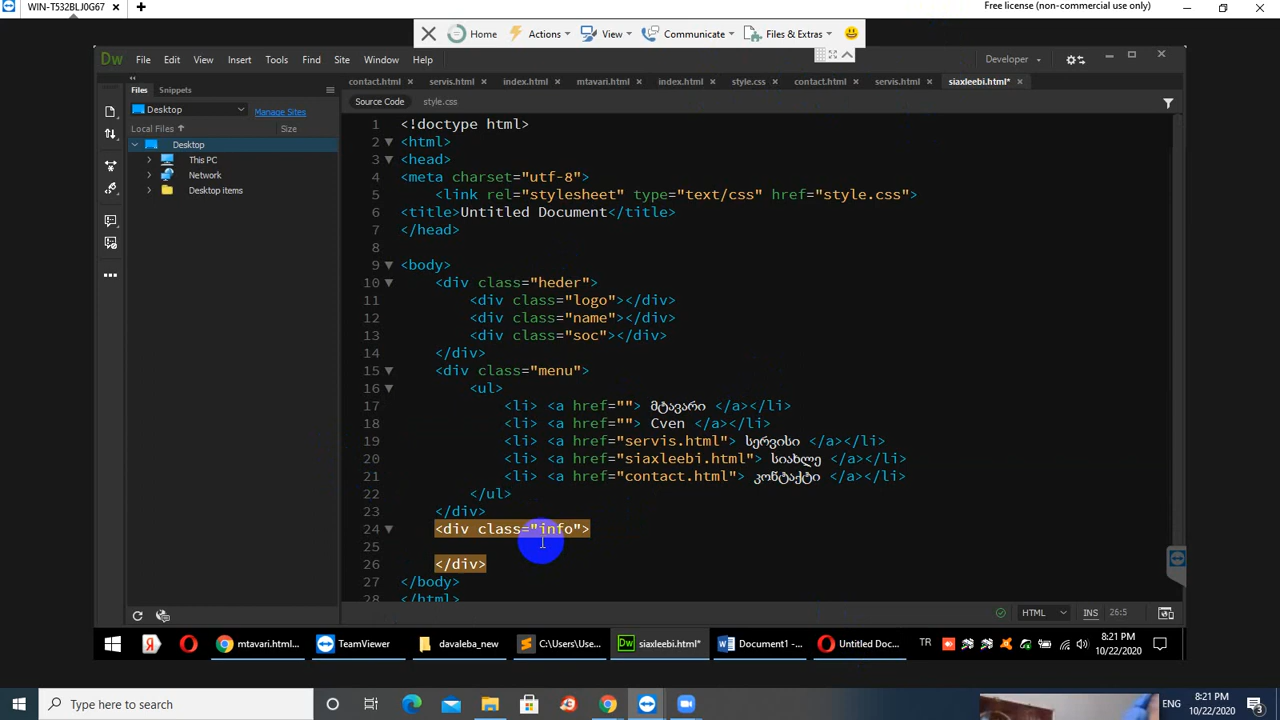 WIN-T532BLJ0G67
Free license (non-commercial use only)
Home
Actions
View
Communicate
Files & Extras
Dw
File
Edit
View
Insert
Tools
Find
Site
Window
Help
Developer
Files
Snippets
contact.html
servis.html
index.html
mtavari.html
index.html
style.css
contact.html
servis.html
siaxleebi.html*
Desktop
Manage Sites
Source Code
style.css
Local Files
Size
Desktop
This PC
Network
Desktop items
1 <!doctype html>
2 <html>
3 <head>
4 <meta charset="utf-8">
5 <link rel="stylesheet" type="text/css" href="style.css">
6 <title>Untitled Document</title>
7 </head>
8
9 <body>
10 <div class="heder">
11 <div class="logo"></div>
12 <div class="name"></div>
13 <div class="soc"></div>
14 </div>
15 <div class="menu">
16 <ul>
17 <li> <a href=""> მტავარი </a></li>
18 <li> <a href=""> Cven </a></li>
19 <li> <a href="servis.html"> სერვისი </a></li>
20 <li> <a href="siaxleebi.html"> სიახლე </a></li>
21 <li> <a href="contact.html"> კონტაქტი </a></li>
22 </ul>
23 </div>
24 <div class="info">
25
26 </div>
27 </body>
28 </html>
HTML
INS
26:5
mtavari.html...
TeamViewer
davaleba_new
C:\Users\Use...
Dw
siaxleebi.html*
Document1 -...
Untitled Doc...
TR
8:21 PM
10/22/2020
Type here to search
ENG
8:21 PM
10/22/2020
3